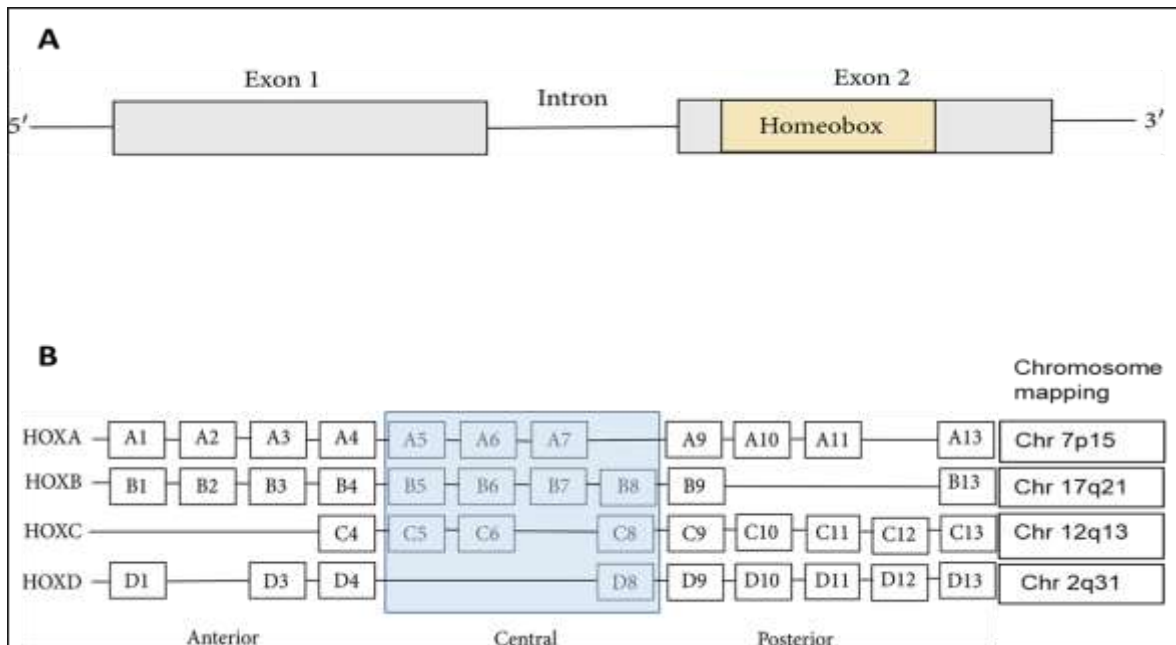 A
Exon 1
Exon 2
Intron
5′
Homeobox
3′
B
Chromosome
mapping
HOXA A1 A2 A3 A4 A5 A6 A7 A9 A10 A11 A13 Chr 7p15
HOXB B1 B2 B3 B4 B5 B6 B7 B8 B9 B13 Chr 17q21
HOXC C4 C5 C6 C8 C9 C10 C11 C12 C13 Chr 12q13
HOXD D1 D3 D4 D8 D9 D10 D11 D12 D13 Chr 2q31
Anterior Central Posterior